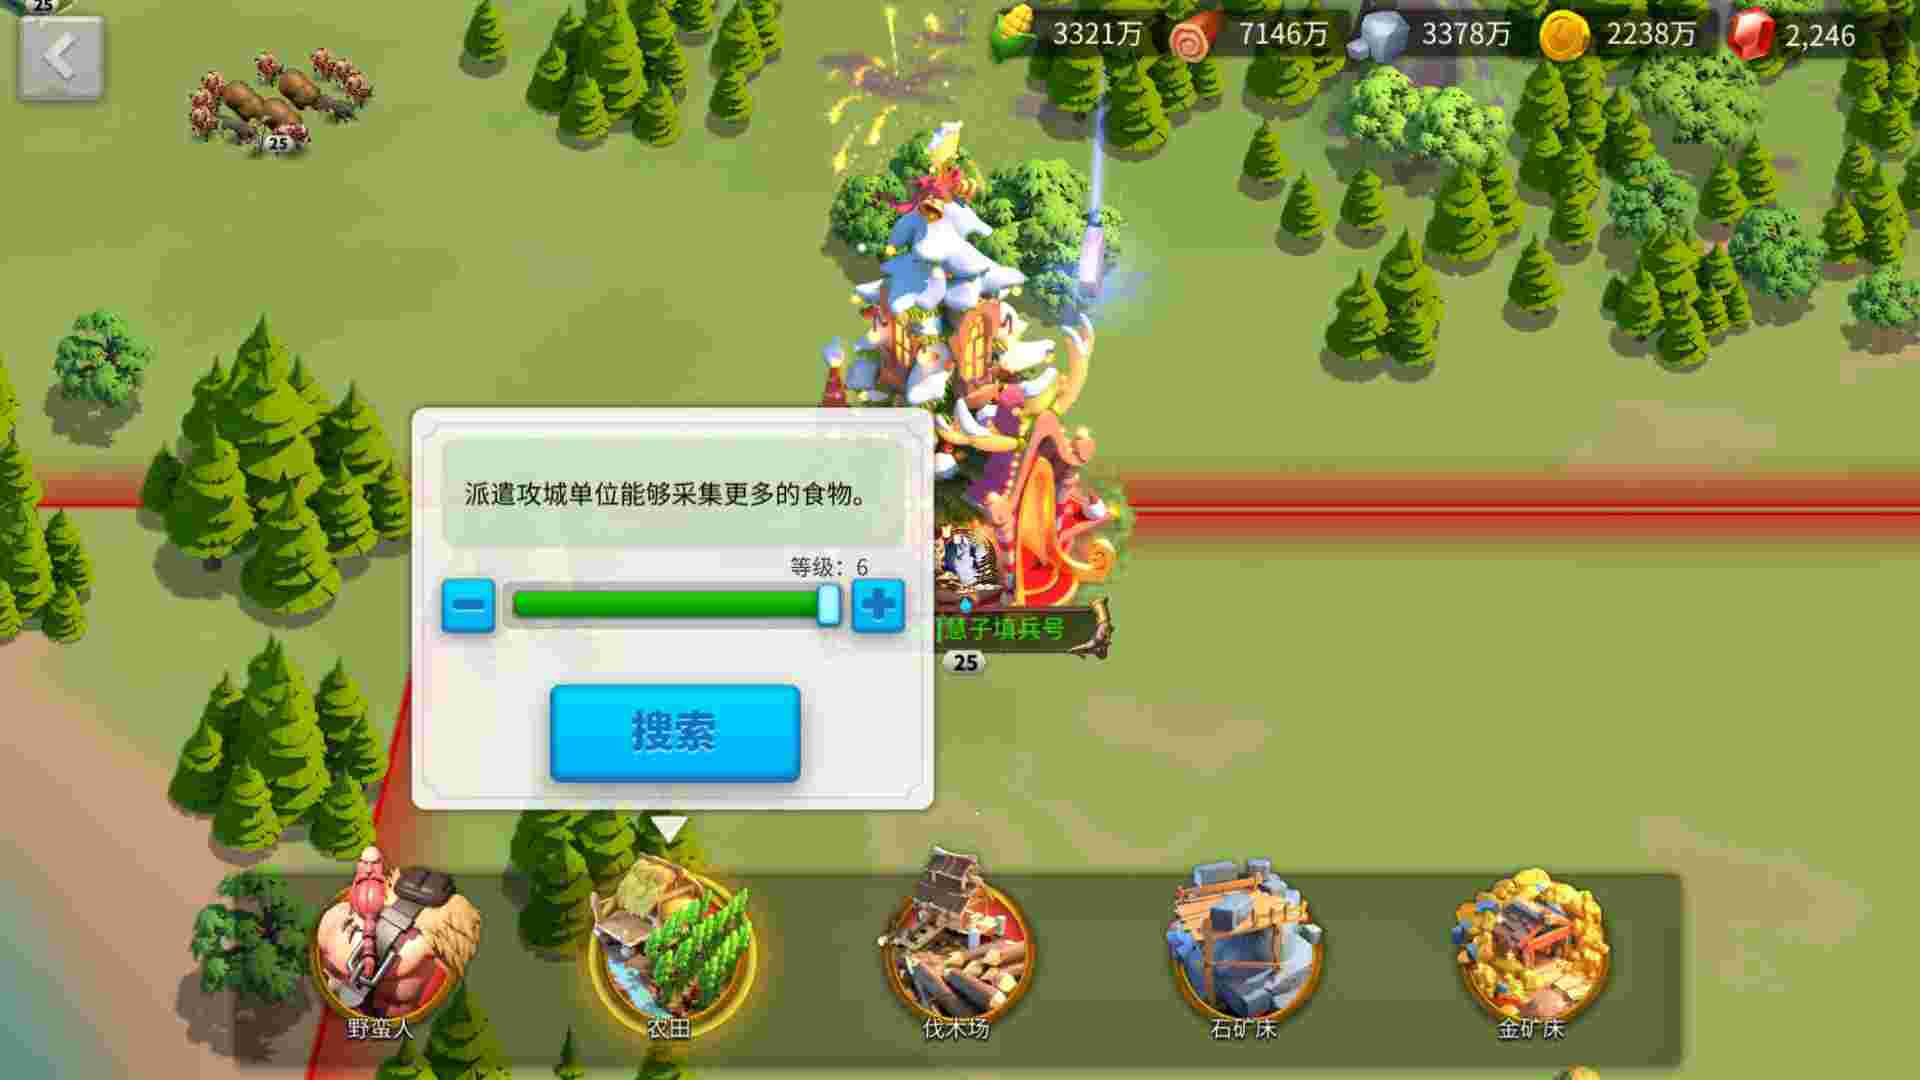 25
3321万 7146万 3378万 2238万 2,246
25
派遣攻城单位能够采集更多的食物。
等级：6
慧子填兵号
25
搜索
野蛮人 农田 伐木场 石矿床 金矿床